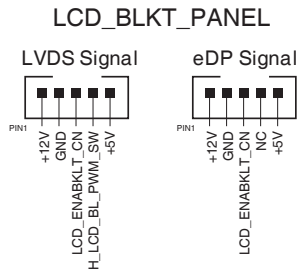 LCD_BLKT_PANEL
LVDS Signal
PIN1
+12V
GND
LCD_ENABKLT_CN
H_LCD_BL_PWM_SW
+5V
eDP Signal
PIN1
+12V
GND
LCD_ENABKLT_CN
NC
+5V